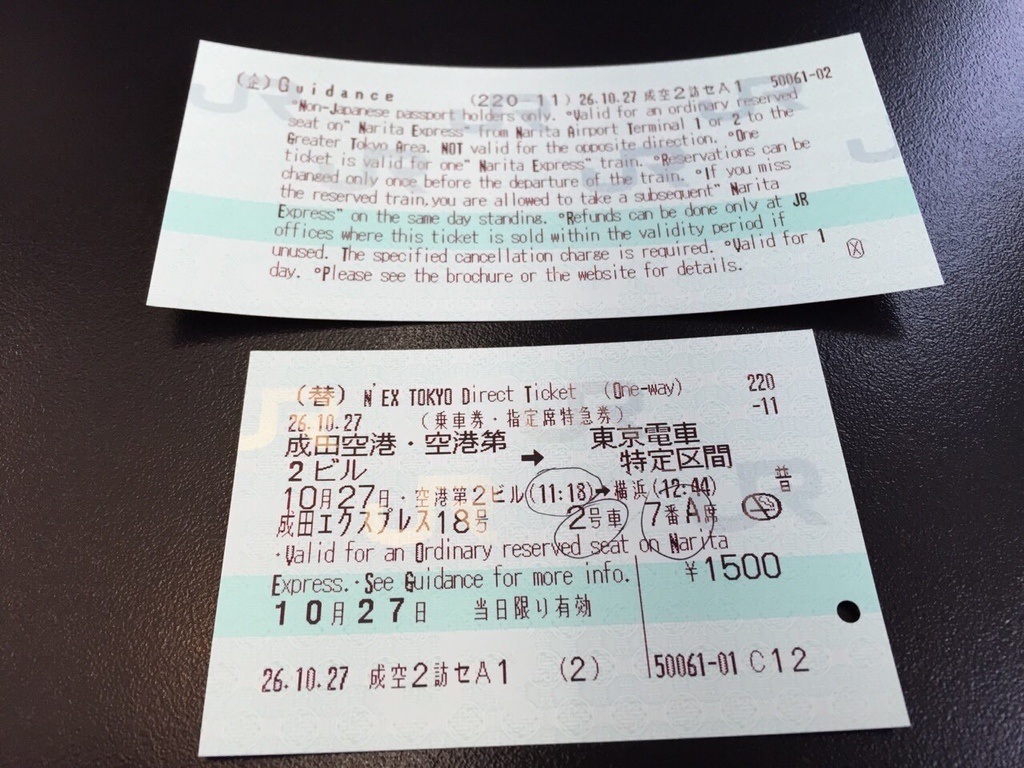 (企)Guidance (220-11)26.10.27 成空2訪セA1 50061-02
°Non-Japanese passport holders only. °Valid for an ordinary reserved
seat on" Narita Express" from Narita Airport Terminal 1 or 2 to the
Greater Tokyo Area. NOT valid for the opposite direction. °One
ticket is valid for one" Narita Express" train. °Reservations can be
changed only once before the departure of the train. °If you miss
the reserved train,you are allowed to take a subsequent" Narita
Express" on the same day standing. °Refunds can be done only at JR
offices where this ticket is sold within the validity period if
unused. The specified cancellation charge is required. °Valid for 1
day. °Please see the brochure or the website for details.
(替) N'EX TOKYO Direct Ticket (One-way) 220
-11
26.10.27 (乗車券・指定席特急券)
成田空港・空港第 東京電車
2ビル → 特定区間
普
10月27日・空港第2ビル(11:18)→横浜(12:44)
成田エクスプレス18号 2号車 7番A席
・Valid for an Ordinary reserved seat on Narita
Express.・See Guidance for more info. ¥1500
10月27日 当日限り有効
26.10.27 成空2訪セA1 (2) 50061-01 C12